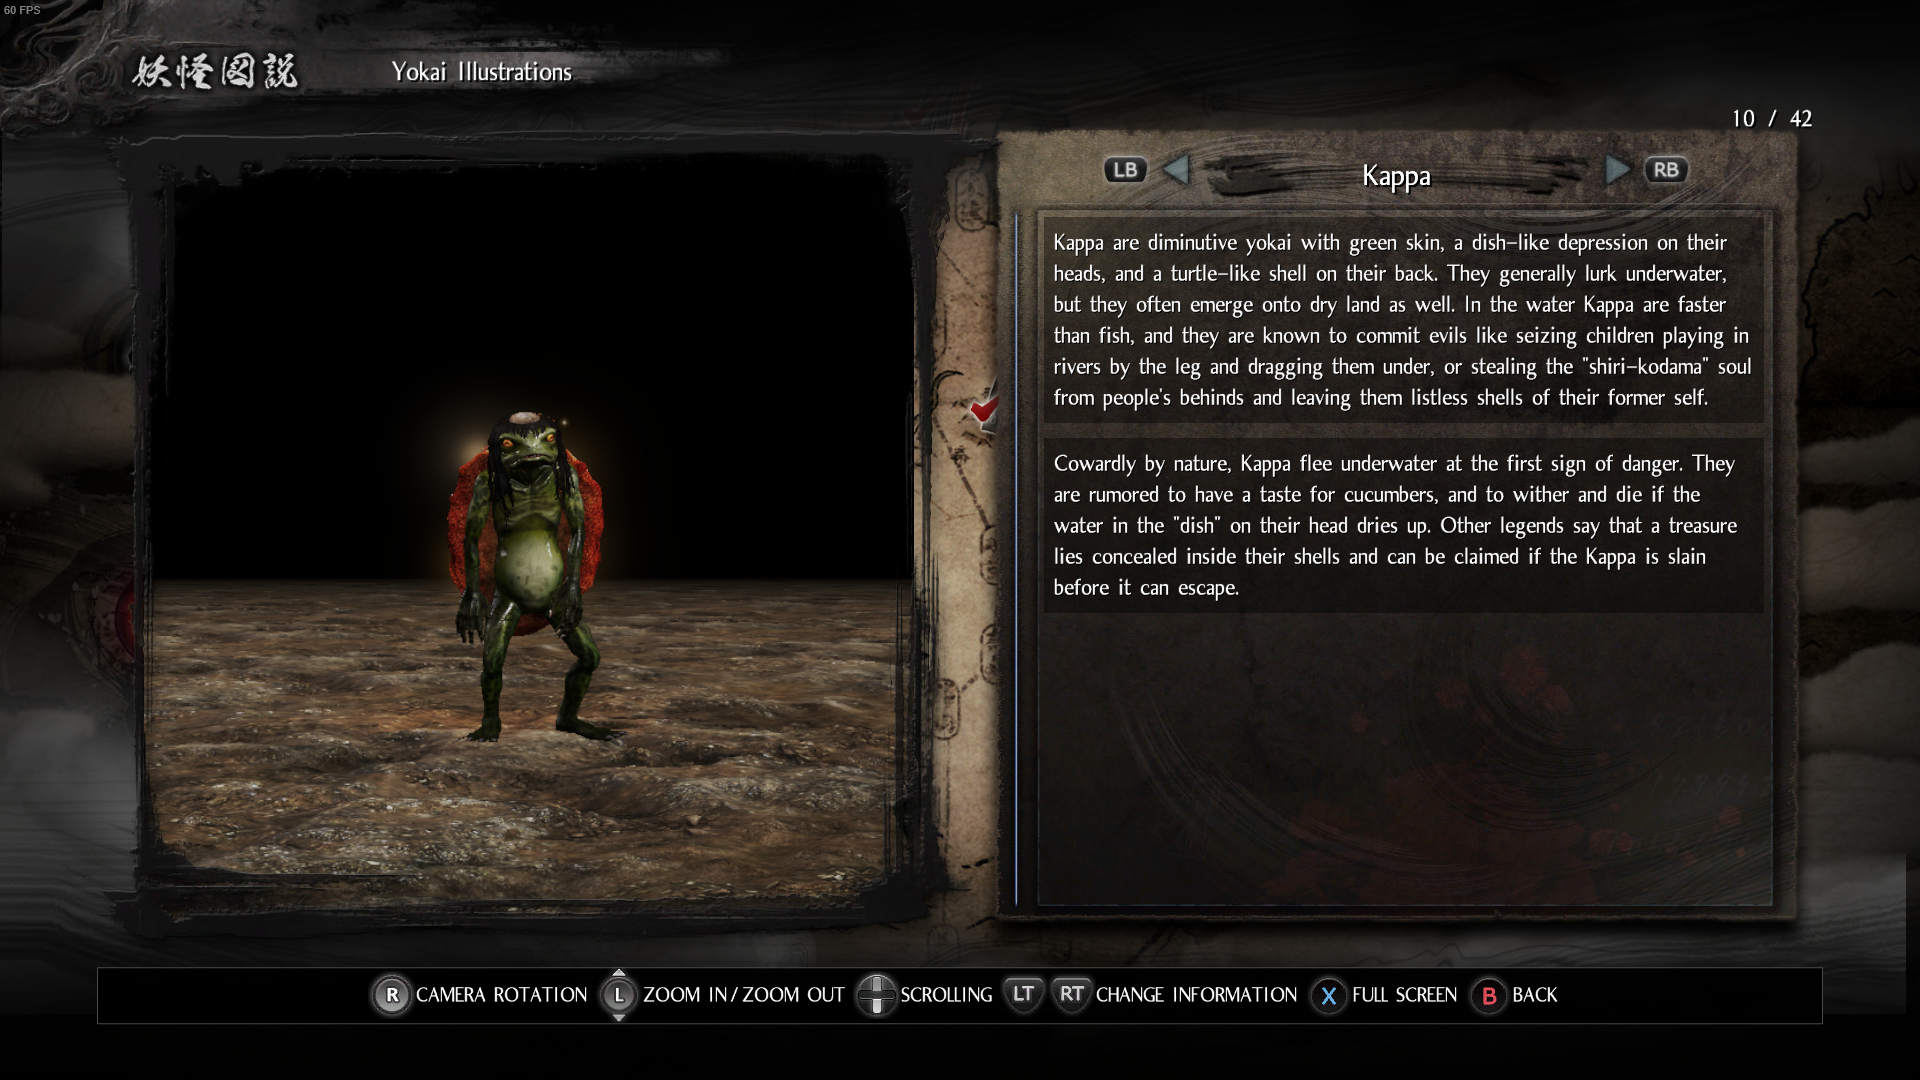 60 FPS
妖怪図説 Yokai Illustrations
10 / 42
LB Kappa RB
Kappa are diminutive yokai with green skin, a dish-like depression on their
heads, and a turtle-like shell on their back. They generally lurk underwater,
but they often emerge onto dry land as well. In the water Kappa are faster
than fish, and they are known to commit evils like seizing children playing in
rivers by the leg and dragging them under, or stealing the "shiri-kodama" soul
from people's behinds and leaving them listless shells of their former self.
Cowardly by nature, Kappa flee underwater at the first sign of danger. They
are rumored to have a taste for cucumbers, and to wither and die if the
water in the "dish" on their head dries up. Other legends say that a treasure
lies concealed inside their shells and can be claimed if the Kappa is slain
before it can escape.
R CAMERA ROTATION L ZOOM IN/ZOOM OUT SCROLLING LT RT CHANGE INFORMATION X FULL SCREEN B BACK